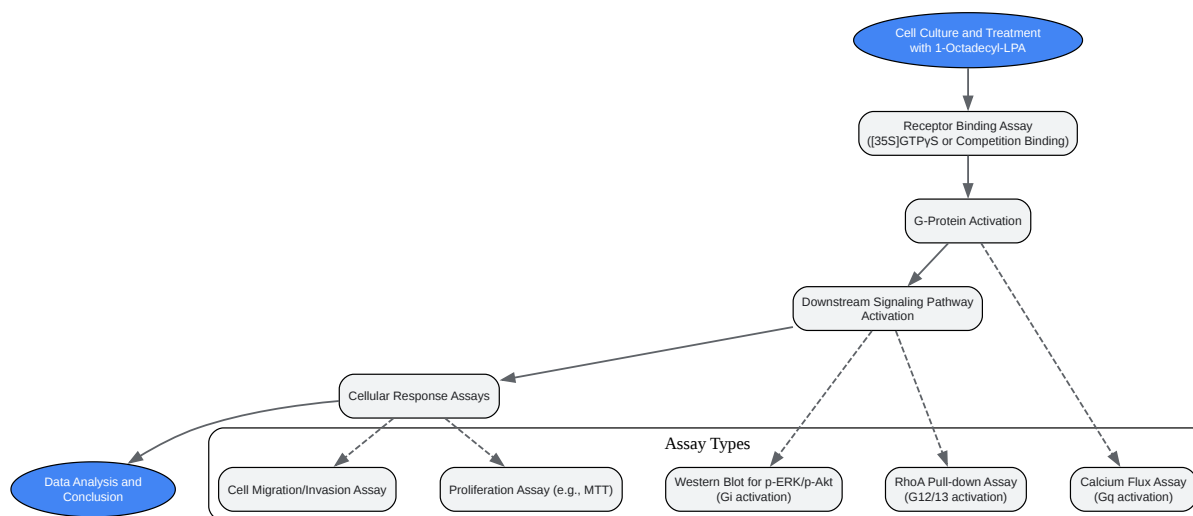 Cell Culture and Treatment
with 1-Octadecyl-LPA
Receptor Binding Assay
([35S]GTPγS or Competition Binding)
G-Protein Activation
Downstream Signaling Pathway
Activation
Cellular Response Assays
Assay Types
Data Analysis and
Conclusion
Cell Migration/Invasion Assay
Proliferation Assay (e.g., MTT)
Western Blot for p-ERK/p-Akt
(Gi activation)
RhoA Pull-down Assay
(G12/13 activation)
Calcium Flux Assay
(Gq activation)